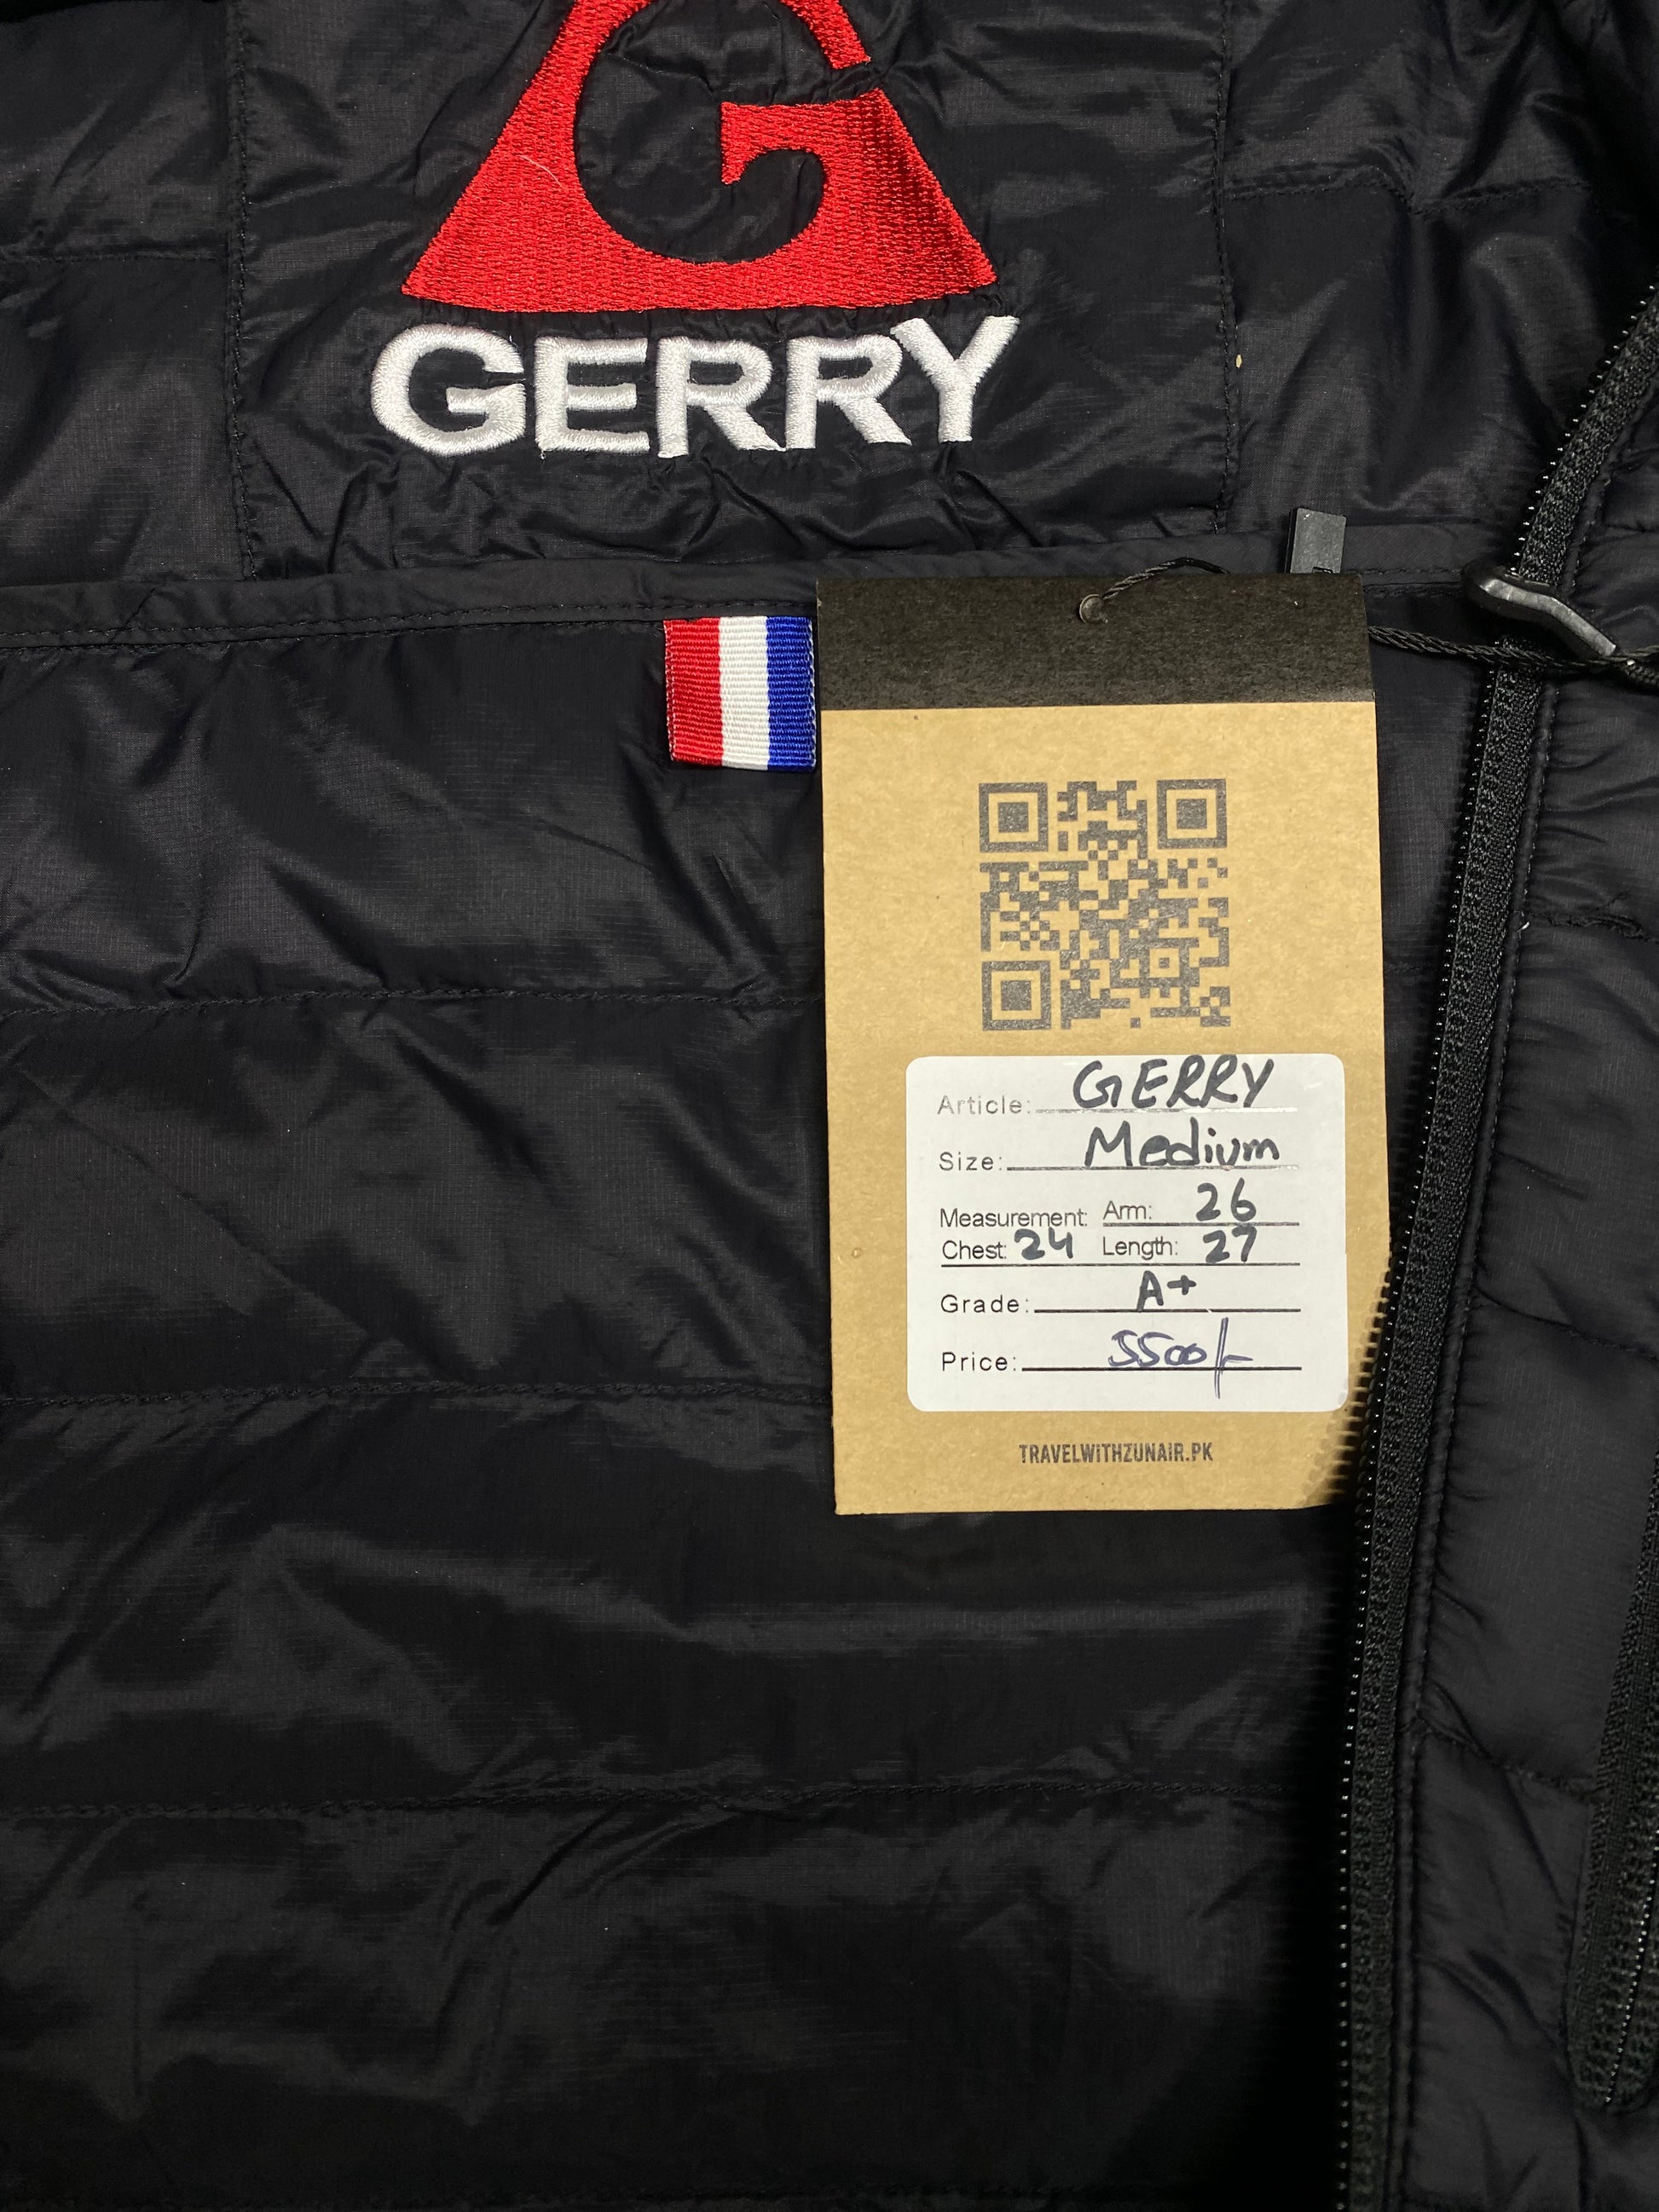 G
GERRY
Article: GERRY
Size: Medium
Measurement: Arm: 26
Chest: 24 Length: 27
Grade: A+
Price: 5500/-
TRAVELWITHZUNAIR.PK